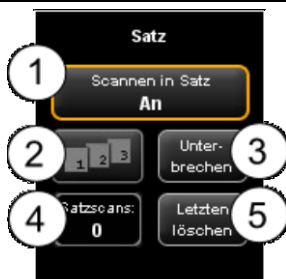 Satz
1
Scannen in Satz
An
2
1 2 3
Unter-
brechen
3
4
Satzscans:
0
Letzten
löschen
5